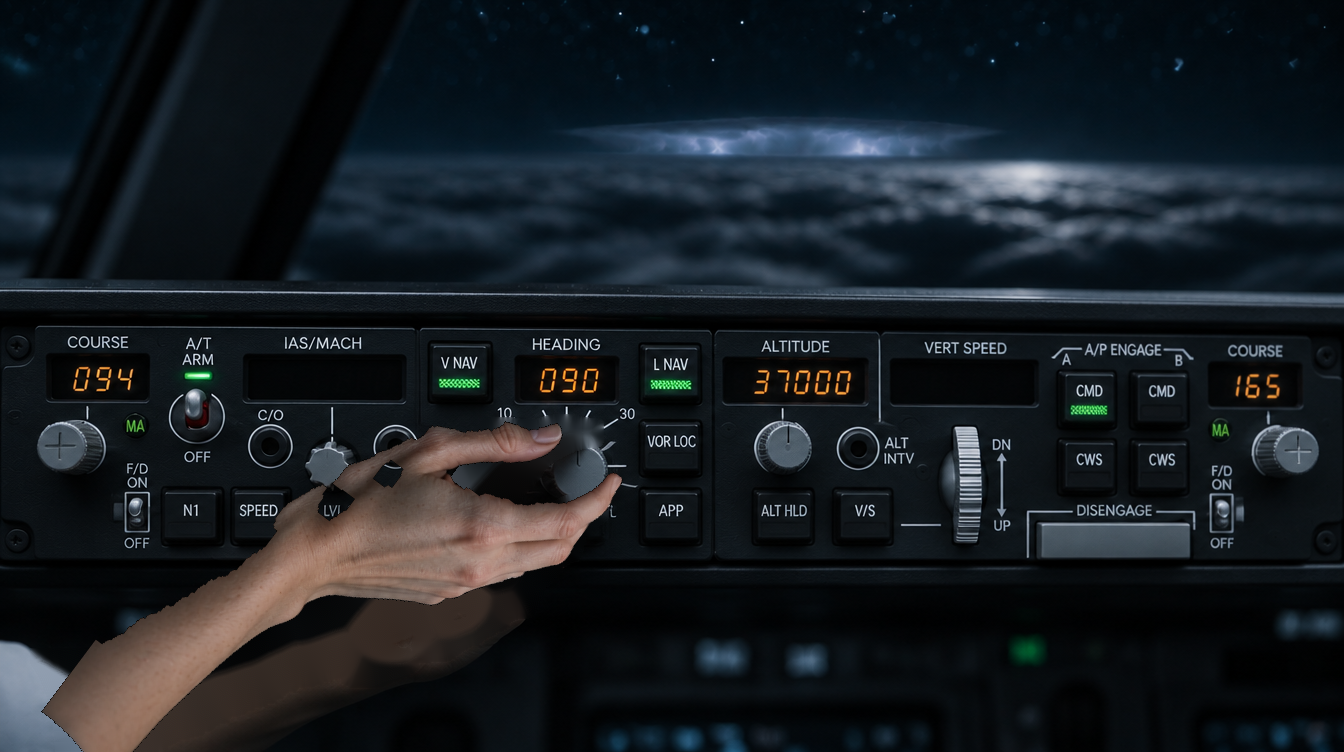 COURSE
094
MA
F/D
ON
OFF
A/T
ARM
OFF
IAS/MACH
C/O
N1
SPEED
V NAV
HEADING
090
10
30
L NAV
VOR LOC
APP
ALTITUDE
37000
ALT
INTV
ALT HLD
V/S
VERT SPEED
DN
UP
A/P ENGAGE
A
B
CMD
CMD
CWS
CWS
DISENGAGE
COURSE
165
MA
F/D
ON
OFF